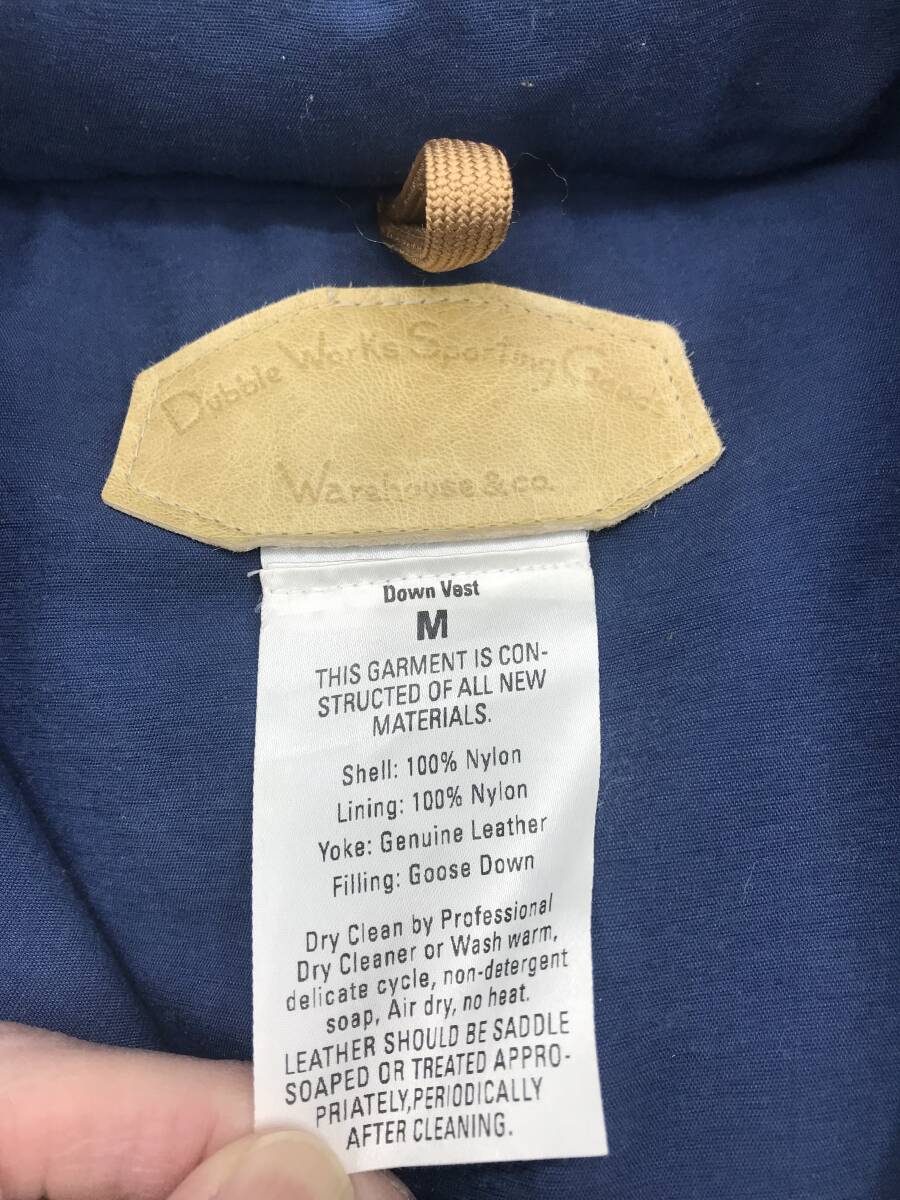 Dubble Works Sporting Goods
Warehouse & co.
Down Vest
M
THIS GARMENT IS CON-
STRUCTED OF ALL NEW
MATERIALS.
Shell: 100% Nylon
Lining: 100% Nylon
Yoke: Genuine Leather
Filling: Goose Down
Dry Clean by Professional
Dry Cleaner or Wash warm,
delicate cycle, non-detergent
soap, Air dry, no heat.
LEATHER SHOULD BE SADDLE
SOAPED OR TREATED APPRO-
PRIATELY,PERIODICALLY
AFTER CLEANING.